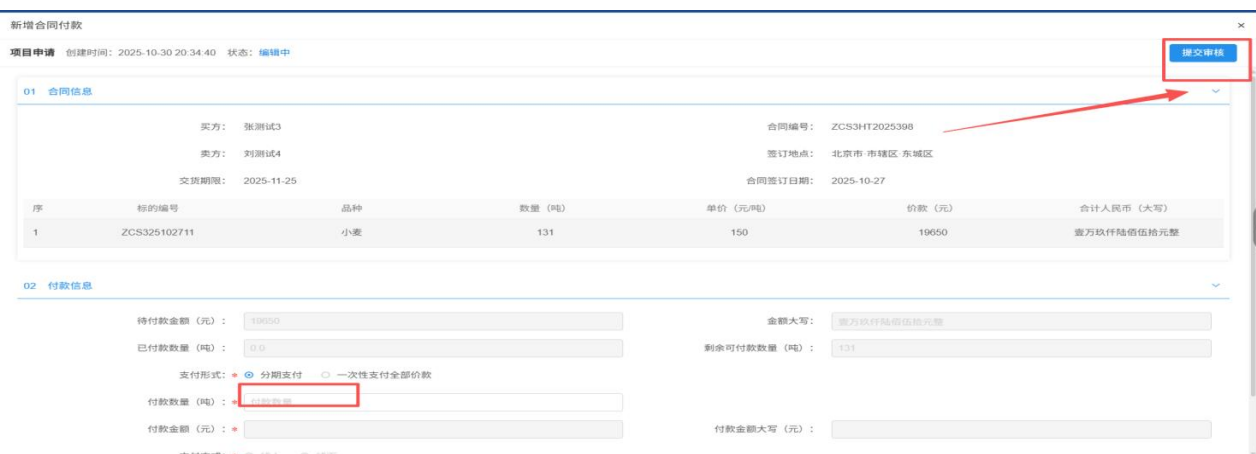 新增合同付款 ×
项目申请 创建时间：2025-10-30 20:34:40 状态：编辑中 提交审核
01 合同信息
买方： 张测试3 合同编号： ZCS3HT2025398
卖方： 刘测试4 签订地点： 北京市·市辖区·东城区
交货期限： 2025-11-25 合同签订日期： 2025-10-27
序 标的编号 品种 数量（吨） 单价（元/吨） 价款（元） 合计人民币（大写）
1 ZCS325102711 小麦 131 150 19650 壹万玖仟陆佰伍拾元整
02 付款信息
待付款金额（元）： 19650 金额大写： 壹万玖仟陆佰伍拾元整
已付款数量（吨）： 0.0 剩余可付款数量（吨）： 131
支付形式：* 分期支付 一次性支付全部价款
付款数量（吨）：* 付款数量
付款金额（元）：* 付款金额大写（元）：